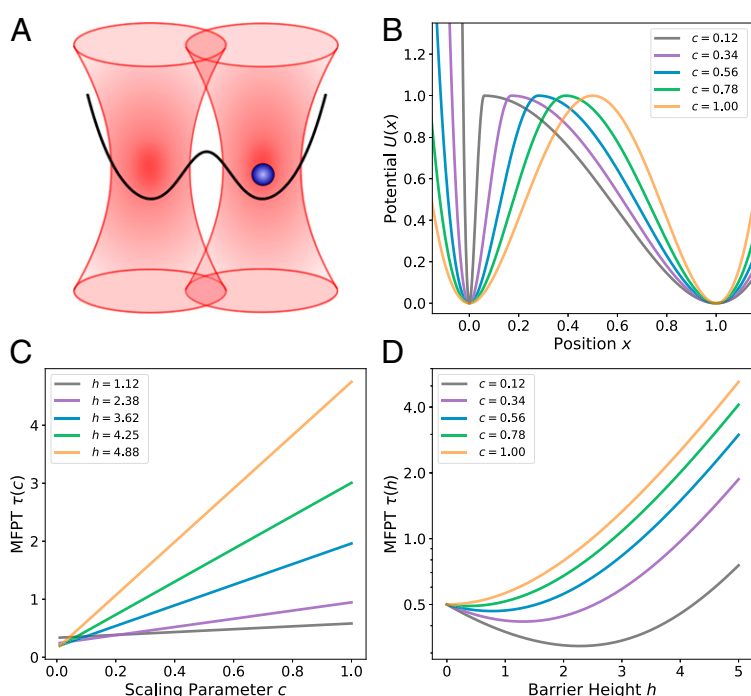 A
B
Potential U(x)
1.2
1.0
0.8
0.6
0.4
0.2
0.0
c = 0.12
c = 0.34
c = 0.56
c = 0.78
c = 1.00
0.0 0.2 0.4 0.6 0.8 1.0
Position x
C
MFPT τ(c)
4
3
2
1
0
h = 1.12
h = 2.38
h = 3.62
h = 4.25
h = 4.88
0.0 0.2 0.4 0.6 0.8 1.0
Scaling Parameter c
D
MFPT τ(h)
4.0
2.0
1.0
0.5
c = 0.12
c = 0.34
c = 0.56
c = 0.78
c = 1.00
0 1 2 3 4 5
Barrier Height h